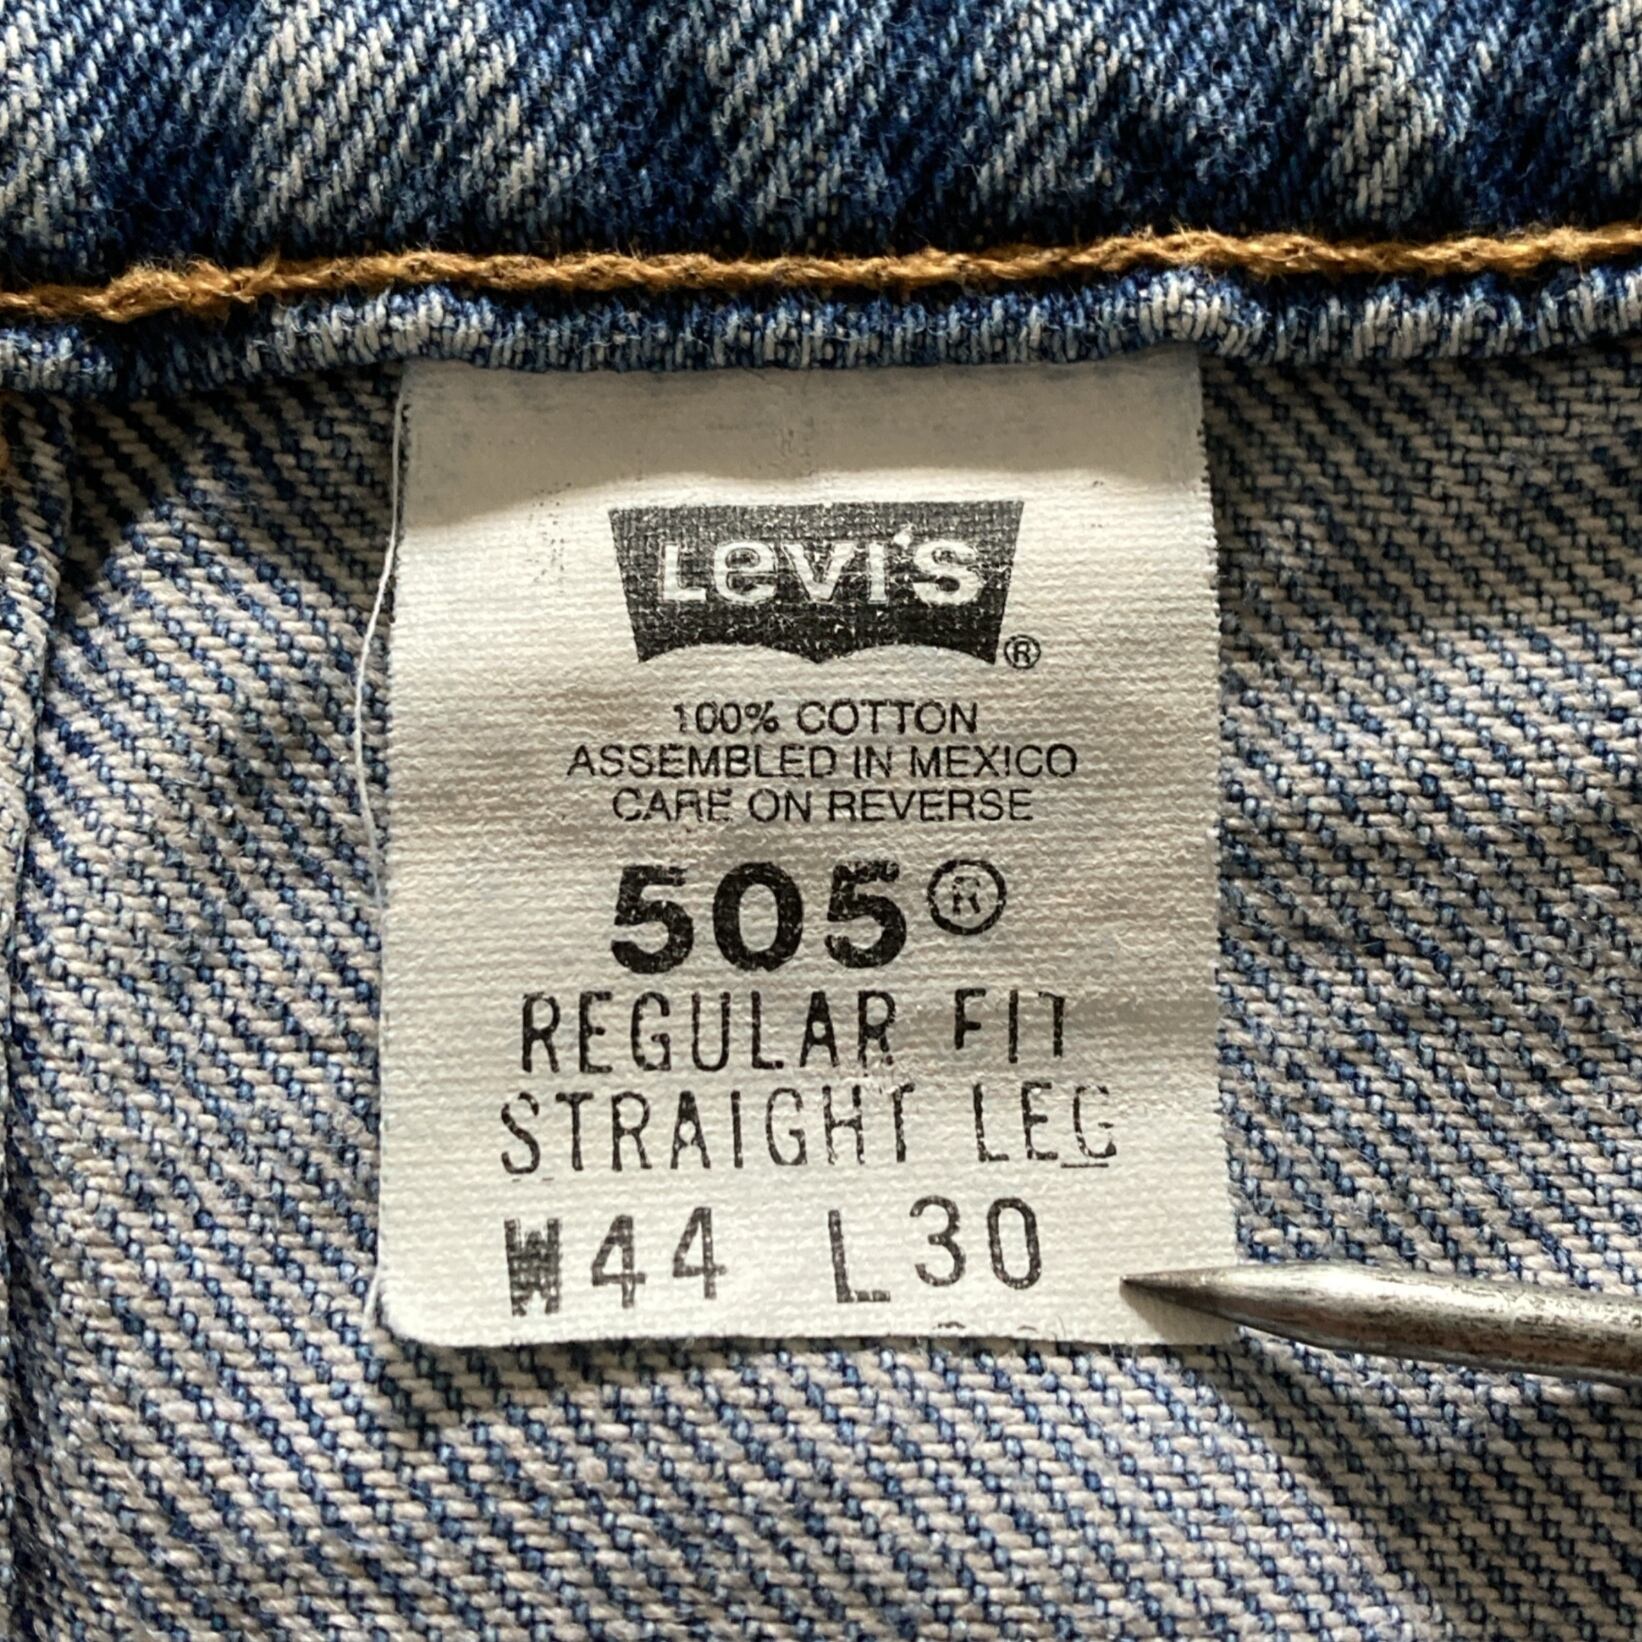 Levi's ®
100% COTTON
ASSEMBLED IN MEXICO
CARE ON REVERSE
505®
REGULAR FIT
STRAIGHT LEG
W44 L30